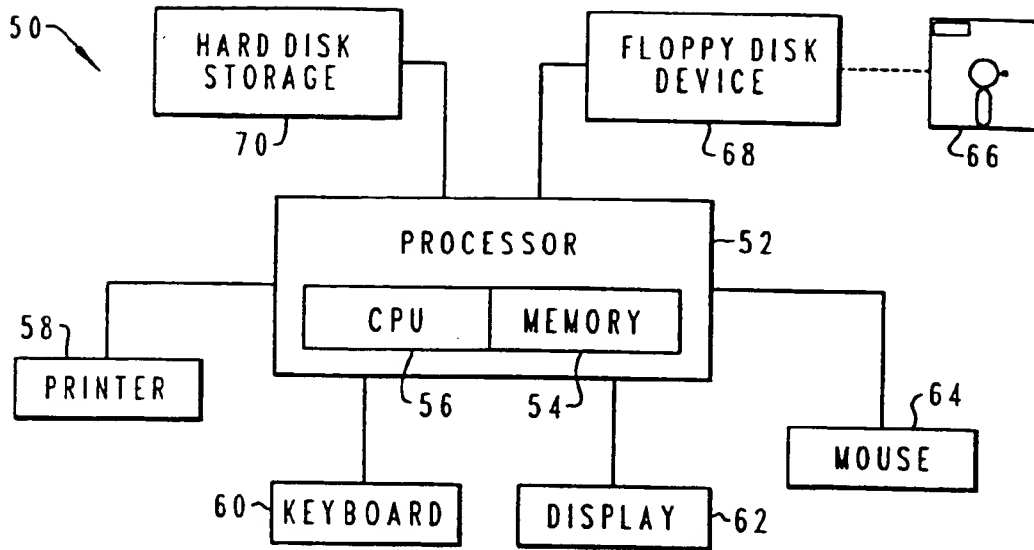 50
HARD DISK
STORAGE
70
FLOPPY DISK
DEVICE
68
66
PROCESSOR
52
CPU
MEMORY
56
54
58
PRINTER
64
MOUSE
60
KEYBOARD
DISPLAY
62